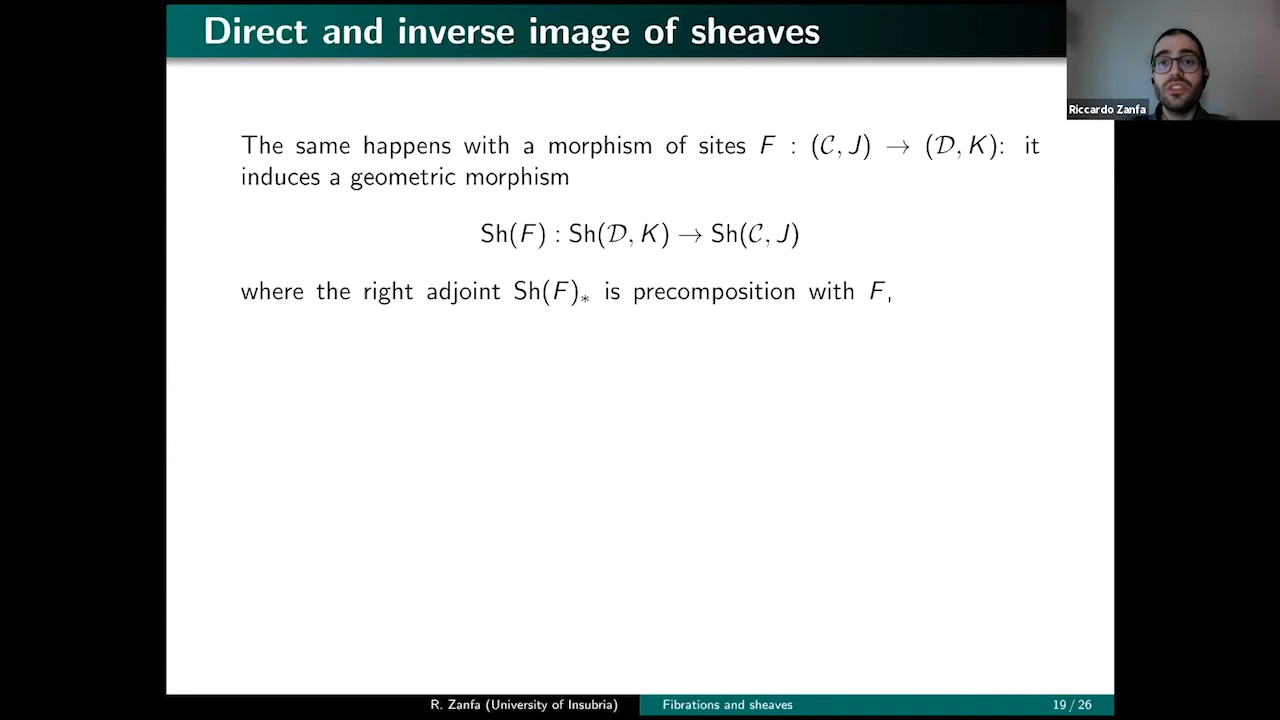 Direct and inverse image of sheaves
Riccardo Zanfa
The same happens with a morphism of sites F : (𝒞, J) → (𝒟, K): it
induces a geometric morphism
Sh(F) : Sh(𝒟, K) → Sh(𝒞, J)
where the right adjoint Sh(F)∗ is precomposition with F,
R. Zanfa (University of Insubria)
Fibrations and sheaves
19 / 26